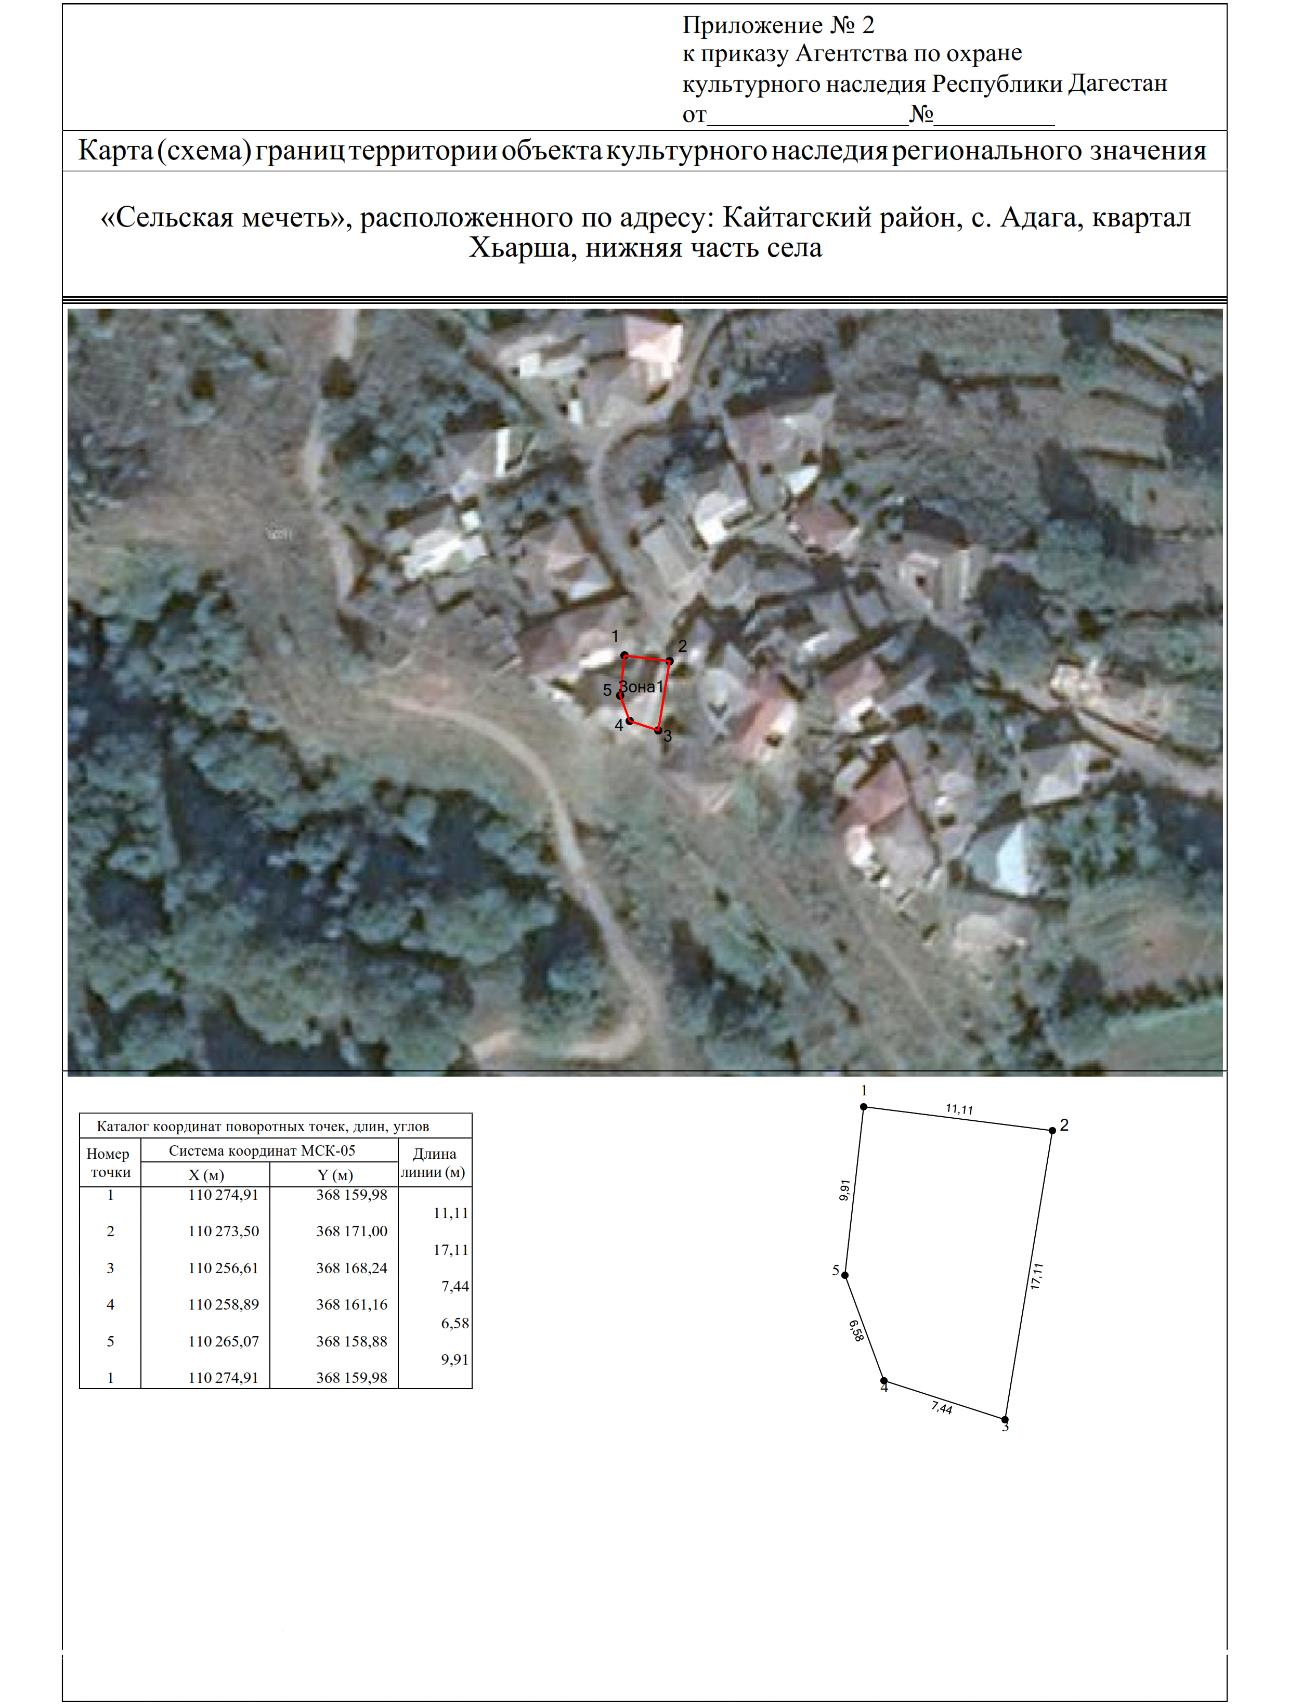 Приложение № 2
к приказу Агентства по охране
культурного наследия Республики Дагестан
от_______________№_________
Карта (схема) границ территории объекта культурного наследия регионального значения
«Сельская мечеть», расположенного по адресу: Кайтагский район, с. Адага, квартал
Хьарша, нижняя часть села
1
2
5 Зона1
4
3
Каталог координат поворотных точек, длин, углов
Номер точки Система координат МСК-05 Длина линии (м)
X (м) Y (м)
1 110 274,91 368 159,98
11,11
2 110 273,50 368 171,00
17,11
3 110 256,61 368 168,24
7,44
4 110 258,89 368 161,16
6,58
5 110 265,07 368 158,88
9,91
1 110 274,91 368 159,98
1
11,11
2
9,91
5
17,11
6,58
4
7,44
3